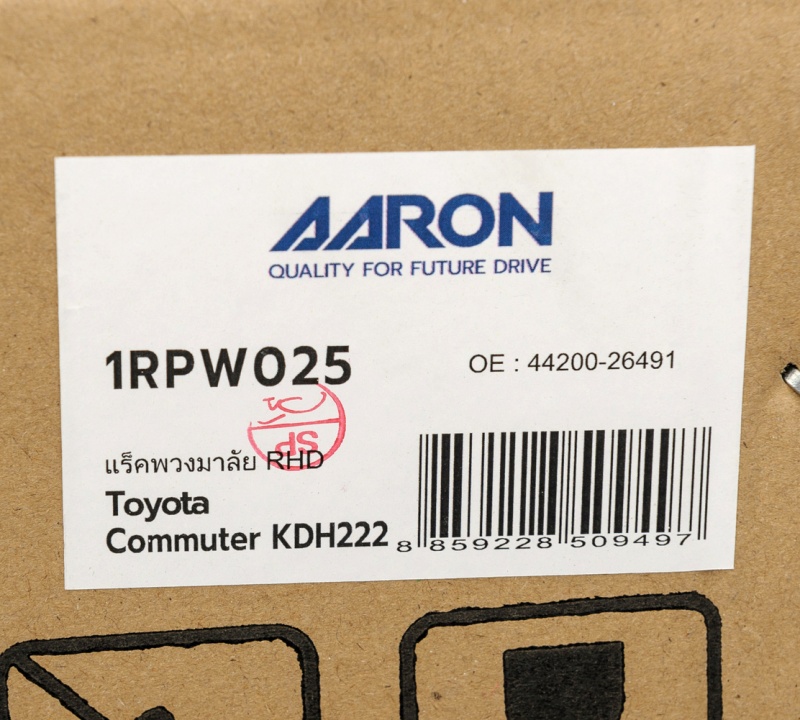 AARON
QUALITY FOR FUTURE DRIVE
1RPW025
OE : 44200-26491
SP
แร็คพวงมาลัย RHD
Toyota
Commuter KDH222
8 859228 509497